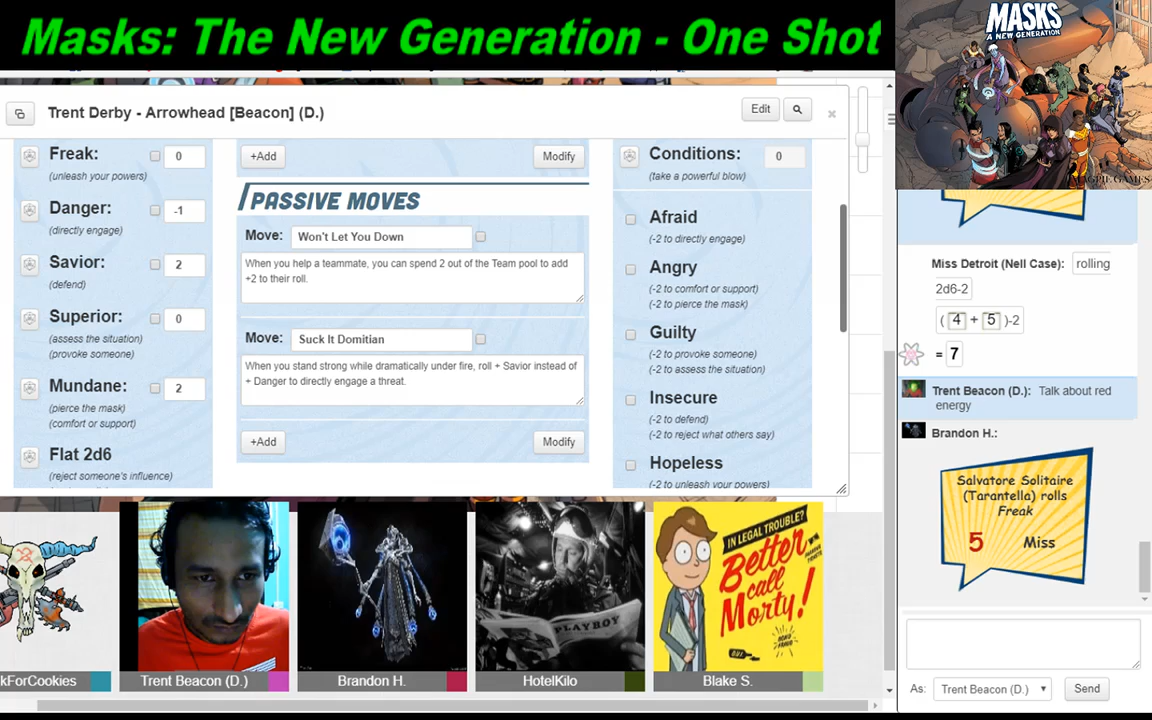 Masks: The New Generation - One Shot
MASKS
A NEW GENERATION
MAGPIE GAMES
Trent Derby - Arrowhead [Beacon] (D.)
Edit
Freak:
0
(unleash your powers)
Danger:
-1
(directly engage)
Savior:
2
(defend)
Superior:
0
(assess the situation)
(provoke someone)
Mundane:
2
(pierce the mask)
(comfort or support)
Flat 2d6
(reject someone's influence)
+Add
Modify
PASSIVE MOVES
Move:
Won't Let You Down
When you help a teammate, you can spend 2 out of the Team pool to add
+2 to their roll.
Move:
Suck It Domitian
When you stand strong while dramatically under fire, roll + Savior instead of
+ Danger to directly engage a threat.
+Add
Modify
Conditions:
0
(take a powerful blow)
Afraid
(-2 to directly engage)
Angry
(-2 to comfort or support)
(-2 to pierce the mask)
Guilty
(-2 to provoke someone)
(-2 to assess the situation)
Insecure
(-2 to defend)
(-2 to reject what others say)
Hopeless
(-2 to unleash your powers)
Miss Detroit (Nell Case): rolling
2d6-2
(4+5)-2
=7
Trent Beacon (D.): Talk about red
energy
Brandon H.:
Salvatore Solitaire
(Tarantella) rolls
Freak
5 Miss
kForCookies
Trent Beacon (D.)
Brandon H.
PLAYBOY
HotelKilo
IN LEGAL TROUBLE?
Better
call
Morty!
Blake S.
As:
Trent Beacon (D.)
Send